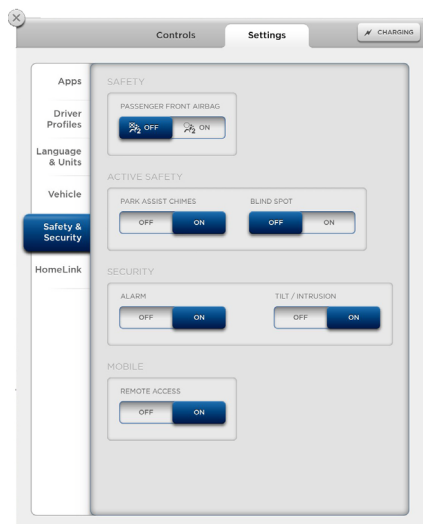 Controls
Settings
CHARGING
Apps
Driver
Profiles
Language
& Units
Vehicle
Safety &
Security
HomeLink
SAFETY
PASSENGER FRONT AIRBAG
2 OFF
2 ON
ACTIVE SAFETY
PARK ASSIST CHIMES
BLIND SPOT
OFF
ON
OFF
ON
SECURITY
ALARM
TILT / INTRUSION
OFF
ON
OFF
ON
MOBILE
REMOTE ACCESS
OFF
ON